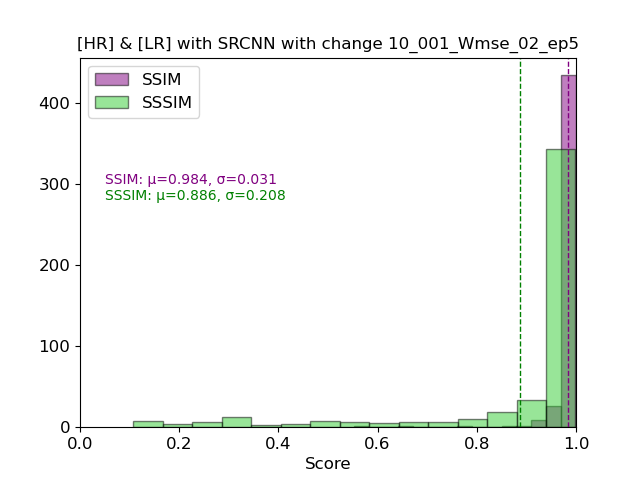 [HR] & [LR] with SRCNN with change 10_001_Wmse_02_ep5
SSIM
SSSIM
SSIM: μ=0.984, σ=0.031
SSSIM: μ=0.886, σ=0.208
400
300
200
100
0
0.0 0.2 0.4 0.6 0.8 1.0
Score